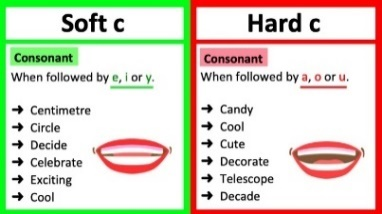 Soft c
Consonant
When followed by e, i or y.
➜ Centimetre
➜ Circle
➜ Decide
➜ Celebrate
➜ Exciting
➜ Cool
Hard c
Consonant
When followed by a, o or u.
➜ Candy
➜ Cool
➜ Cute
➜ Decorate
➜ Telescope
➜ Decade